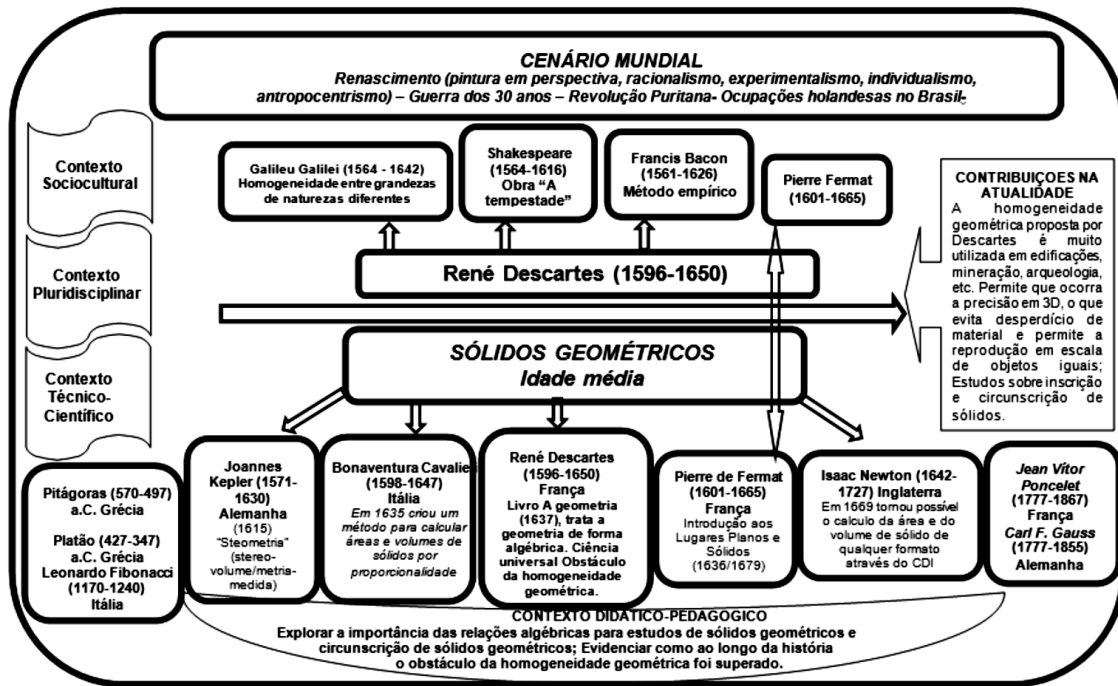 CENÁRIO MUNDIAL
Renascimento (pintura em perspectiva, racionalismo, experimentalismo, individualismo,
antropocentrismo) – Guerra dos 30 anos – Revolução Puritana- Ocupações holandesas no Brasil-
Contexto
Sociocultural
Galileu Galilei (1564 - 1642)
Homogeneidade entre grandezas
de naturezas diferentes
Shakespeare
(1564-1616)
Obra "A
tempestade"
Francis Bacon
(1561-1626)
Método empírico
Pierre Fermat
(1601-1665)
CONTRIBUIÇOES NA
ATUALIDADE
A homogeneidade
geométrica proposta por
Descartes é muito
utilizada em edificações,
mineração, arqueologia,
etc. Permite que ocorra
a precisão em 3D, o que
evita desperdício de
material e permite a
reprodução em escala
de objetos iguais;
Estudos sobre inscrição
e circunscrição de
sólidos.
Contexto
Pluridisciplinar
René Descartes (1596-1650)
SÓLIDOS GEOMÉTRICOS
Idade média
Contexto
Técnico-
Científico
Pitágoras (570-497)
a.C. Grécia
Platão (427-347)
a.C. Grécia
Leonardo Fibonacci
(1170-1240)
Itália
Joannes
Kepler (1571-
1630)
Alemanha
(1615)
"Steometria"
(stereo-
volume/metria-
medida)
Bonaventura Cavalieri
(1598-1647)
Itália
Em 1635 criou um
método para calcular
áreas e volumes de
sólidos por
proporcionalidade
René Descartes
(1596-1650)
França
Livro A geometria
(1637), trata a
geometria de forma
algébrica. Ciência
universal Obstáculo
da homogeneidade
geométrica.
Pierre de Fermat
(1601-1665)
França
Introdução aos
Lugares Planos e
Sólidos
(1636/1679)
Isaac Newton (1642-
1727) Inglaterra
Em 1669 tornou possível
o calculo da área e do
volume de sólido de
qualquer formato
através do CDI
Jean Vítor
Poncelet
(1777-1867)
França
Carl F. Gauss
(1777-1855)
Alemanha
CONTEXTO DIDÁTICO-PEDAGÓGICO
Explorar a importância das relações algébricas para estudos de sólidos geométricos e
circunscrição de sólidos geométricos; Evidenciar como ao longo da história
o obstáculo da homogeneidade geométrica foi superado.